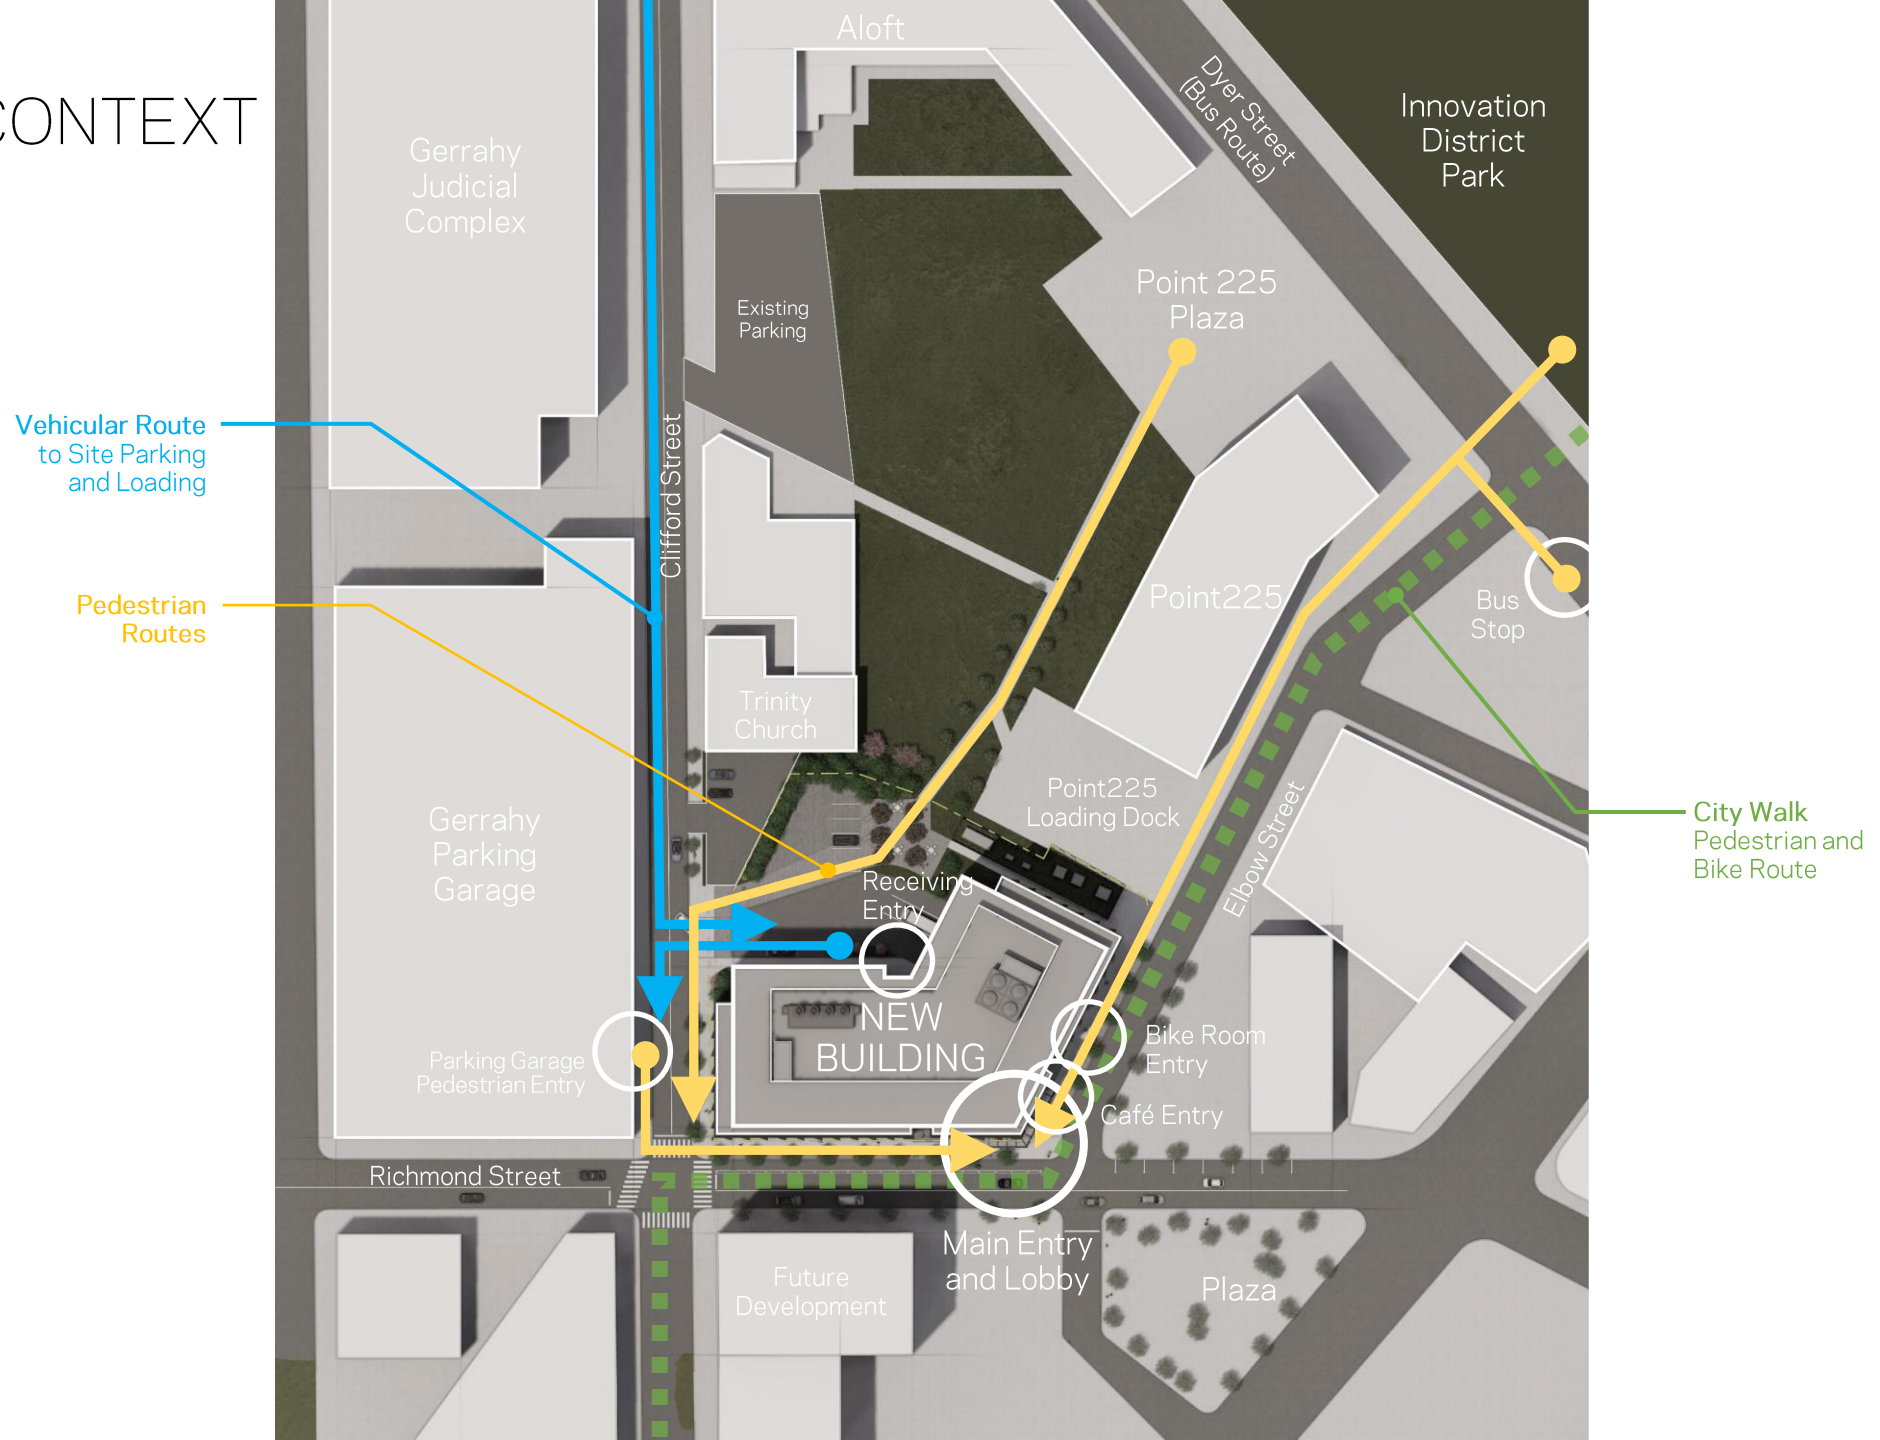 CONTEXT
Aloft
Dyer Street
(Bus Route)
Innovation
District
Park
Gerrahy
Judicial
Complex
Existing
Parking
Point 225
Plaza
Vehicular Route
to Site Parking
and Loading
Clifford Street
Pedestrian
Routes
Point225
Bus
Stop
Trinity
Church
Point225
Loading Dock
City Walk
Pedestrian and
Bike Route
Elbow Street
Gerrahy
Parking
Garage
Receiving
Entry
NEW
BUILDING
Bike Room
Entry
Parking Garage
Pedestrian Entry
Café Entry
Richmond Street
Main Entry
and Lobby
Future
Development
Plaza